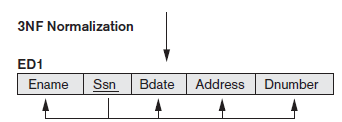 3NF Normalization
ED1
Ename Ssn Bdate Address Dnumber